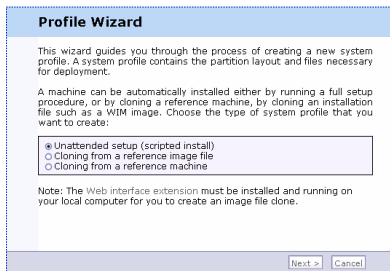 Profile Wizard
This wizard guides you through the process of creating a new system
profile. A system profile contains the partition layout and files necessary
for deployment.
A machine can be automatically installed either by running a full setup
procedure, or by cloning a reference machine, by cloning an installation
file such as a WIM image. Choose the type of system profile that you
want to create:
Unattended setup (scripted install)
Cloning from a reference image file
Cloning from a reference machine
Note: The Web interface extension must be installed and running on
your local computer for you to create an image file clone.
Next > Cancel